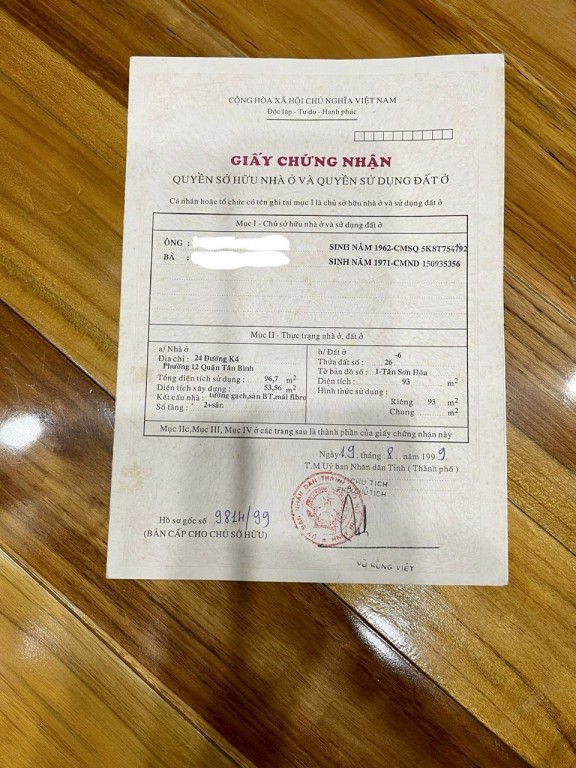 CỘNG HÒA XÃ HỘI CHỦ NGHĨA VIỆT NAM
Độc lập - Tự do - Hạnh phúc
GIẤY CHỨNG NHẬN
QUYỀN SỞ HỮU NHÀ Ở VÀ QUYỀN SỬ DỤNG ĐẤT Ở
Cá nhân hoặc tổ chức có tên ghi tại mục I là chủ sở hữu nhà ở và sử dụng đất ở
Mục I - Chủ sở hữu nhà ở và sử dụng đất ở
ÔNG : SINH NĂM 1962-CMSQ 5K8T754792
BÀ : SINH NĂM 1971-CMND 150935356
Mục II - Thực trạng nhà ở, đất ở
a/ Nhà ở
Địa chỉ : 24 Đường K4
Phường 12 Quận Tân Bình
Tổng diện tích sử dụng : 96,7 m2
Diện tích xây dựng : 53,56 m2
Kết cấu nhà : tường gạch,sàn BT,mái fibro
Số tầng : 2+sân.
b/ Đất ở -6
Thửa đất số : 26
Tờ bản đồ số : I-Tân Sơn Hòa
Diện tích : 93 m2
Hình thức sử dụng :
Riêng 93 m2
Chung m2
Mục IIc,Mục III, Mục IV ở các trang sau là thành phần của giấy chứng nhận này
Ngày 19 tháng 8 năm 1999.
T.M Uỷ ban Nhân dân Tỉnh ( Thành phố )
CHỦ TỊCH
PHÓ CHỦ TỊCH
Hồ sơ gốc số 9814/99
(BẢN CẤP CHO CHỦ SỞ HỮU)
VŨ HÙNG VIỆT